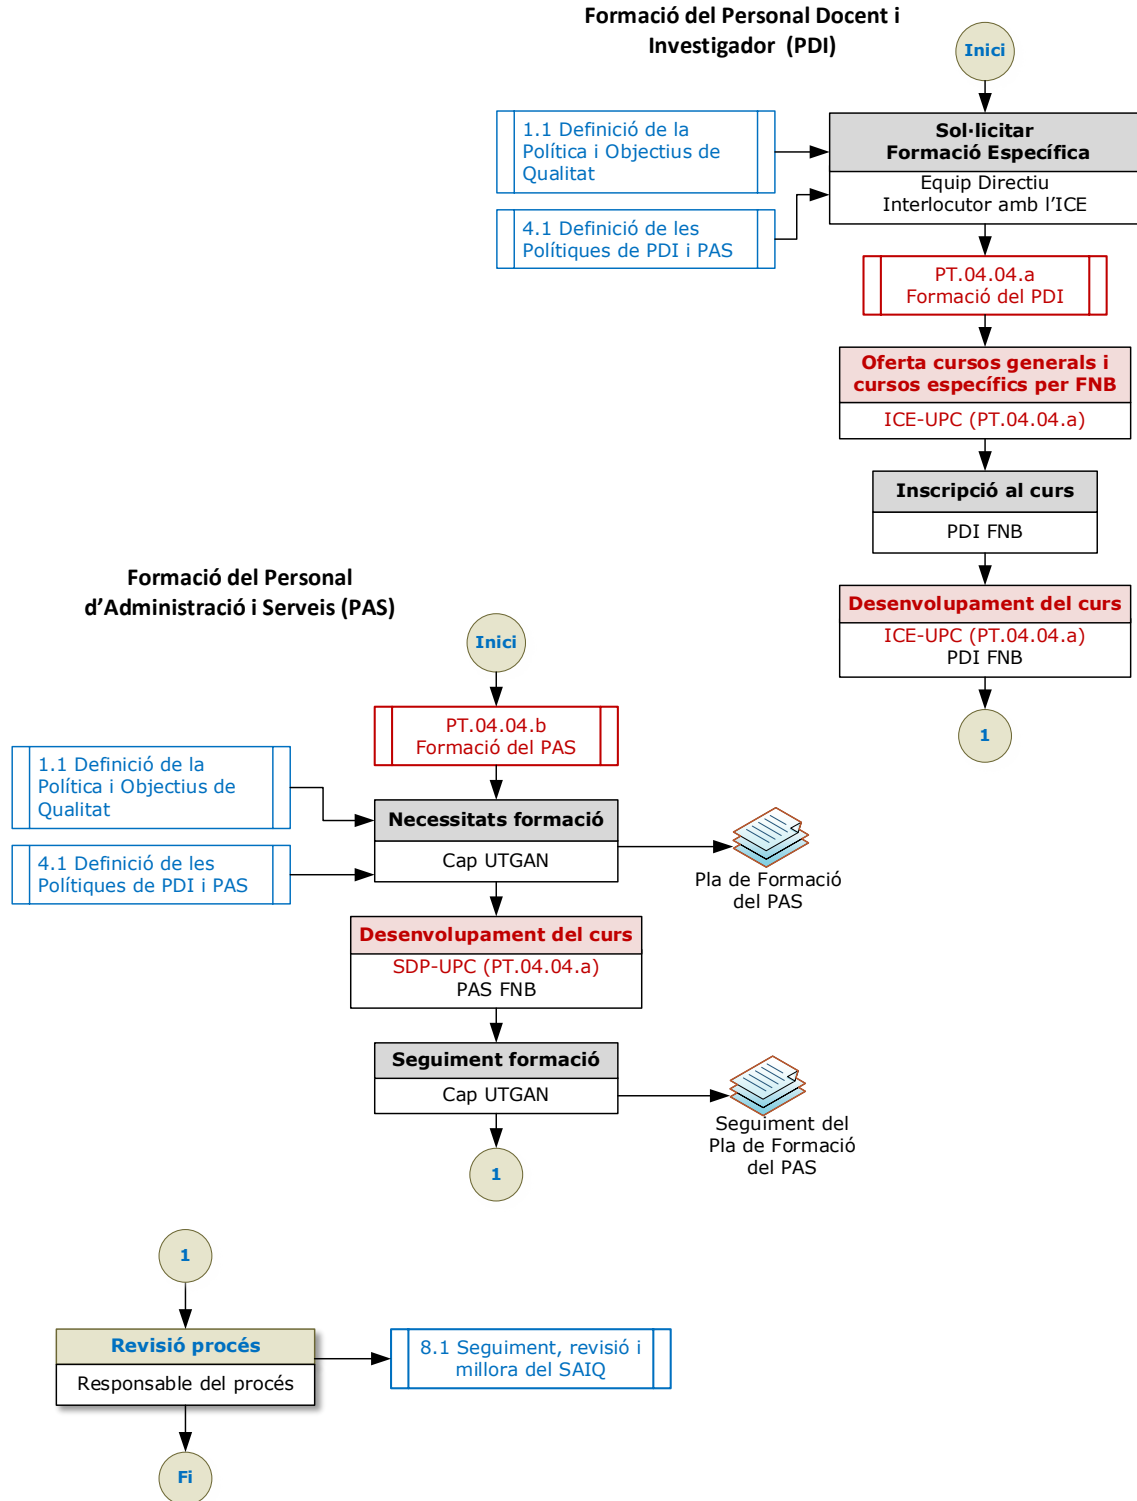 Formació del Personal Docent i
Investigador (PDI)
Inici
1.1 Definició de la
Política i Objectius de
Qualitat
Sol·licitar
Formació Específica
Equip Directiu
Interlocutor amb l'ICE
4.1 Definició de les
Polítiques de PDI i PAS
PT.04.04.a
Formació del PDI
Oferta cursos generals i
cursos específics per FNB
ICE-UPC (PT.04.04.a)
Inscripció al curs
PDI FNB
Desenvolupament del curs
ICE-UPC (PT.04.04.a)
PDI FNB
1
Formació del Personal
d'Administració i Serveis (PAS)
Inici
PT.04.04.b
Formació del PAS
1.1 Definició de la
Política i Objectius de
Qualitat
Necessitats formació
Cap UTGAN
4.1 Definició de les
Polítiques de PDI i PAS
Pla de Formació
del PAS
Desenvolupament del curs
SDP-UPC (PT.04.04.a)
PAS FNB
Seguiment formació
Cap UTGAN
Seguiment del
Pla de Formació
del PAS
1
1
Revisió procés
Responsable del procés
8.1 Seguiment, revisió i
millora del SAIQ
Fi